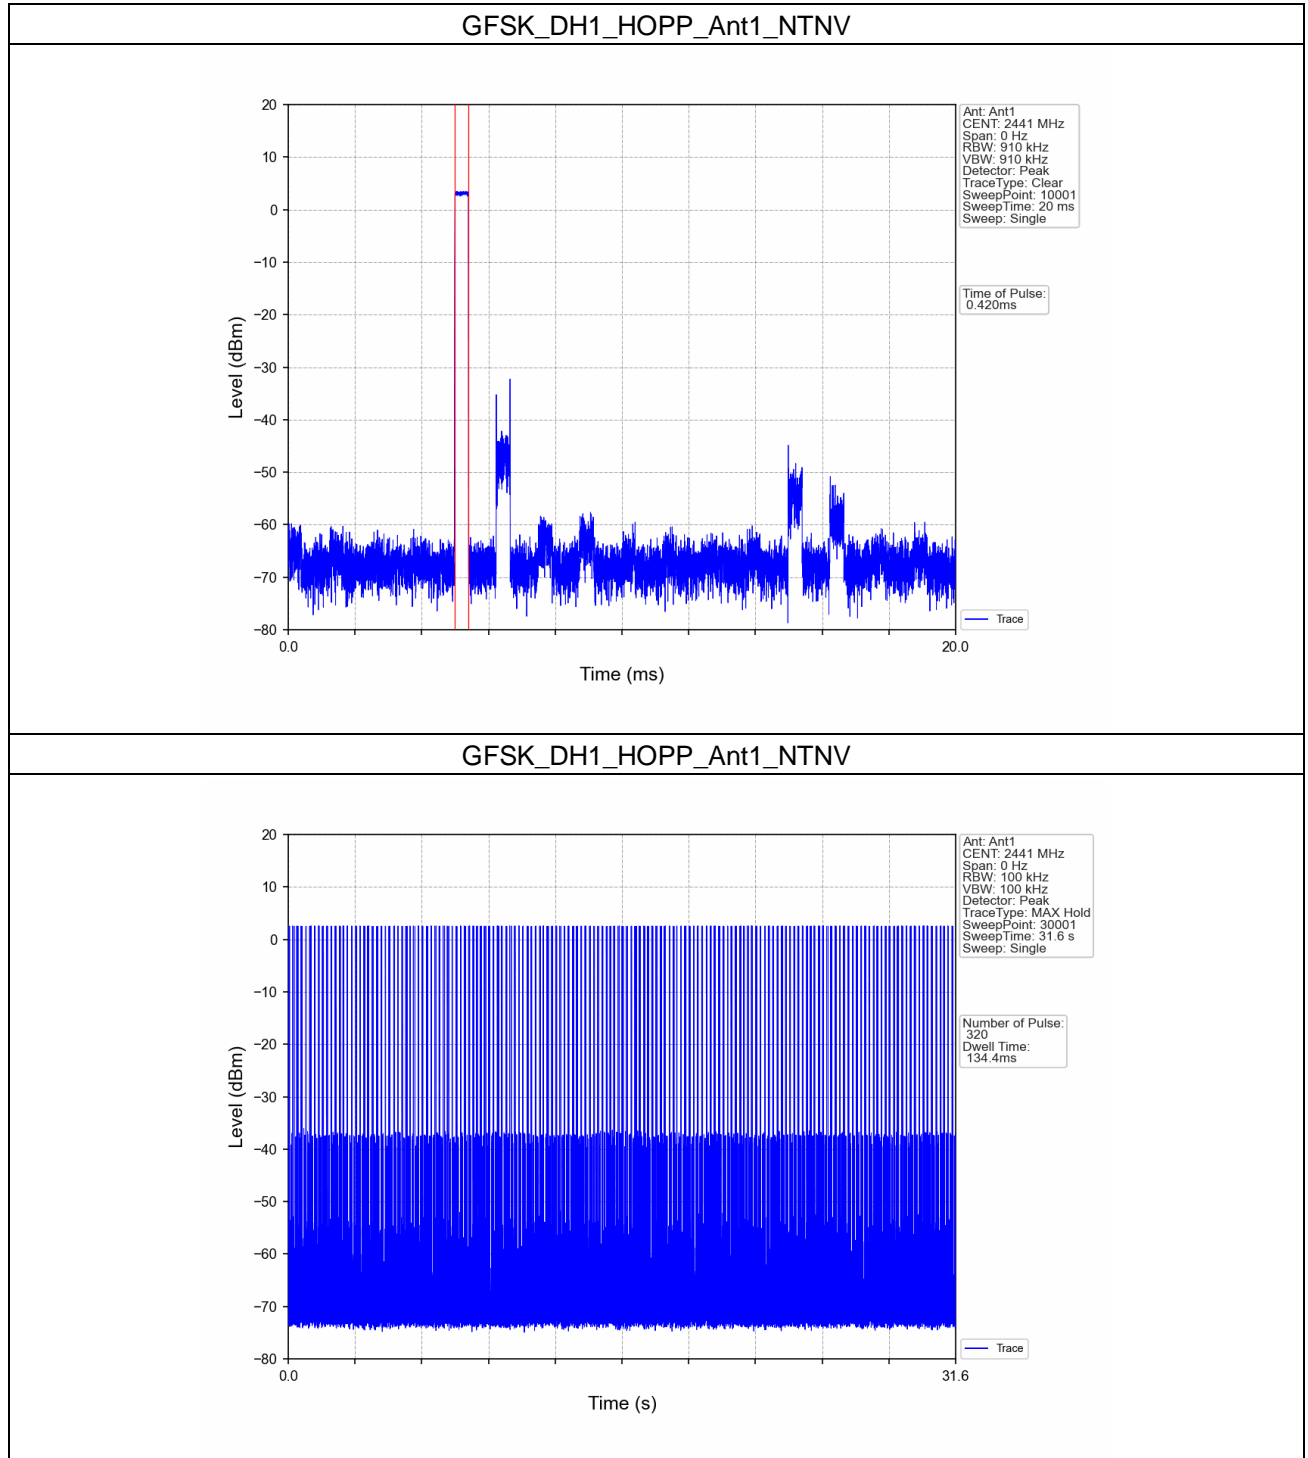 GFSK_DH1_HOPP_Ant1_NTNV
20
10
0
−10
−20
−30
−40
−50
−60
−70
−80
Level (dBm)
0.0
20.0
Time (ms)
Ant: Ant1
CENT: 2441 MHz
Span: 0 Hz
RBW: 910 kHz
VBW: 910 kHz
Detector: Peak
TraceType: Clear
SweepPoint: 10001
SweepTime: 20 ms
Sweep: Single
Time of Pulse:
0.420ms
Trace
GFSK_DH1_HOPP_Ant1_NTNV
20
10
0
−10
−20
−30
−40
−50
−60
−70
−80
Level (dBm)
0.0
31.6
Time (s)
Ant: Ant1
CENT: 2441 MHz
Span: 0 Hz
RBW: 100 kHz
VBW: 100 kHz
Detector: Peak
TraceType: MAX Hold
SweepPoint: 30001
SweepTime: 31.6 s
Sweep: Single
Number of Pulse:
320
Dwell Time:
134.4ms
Trace